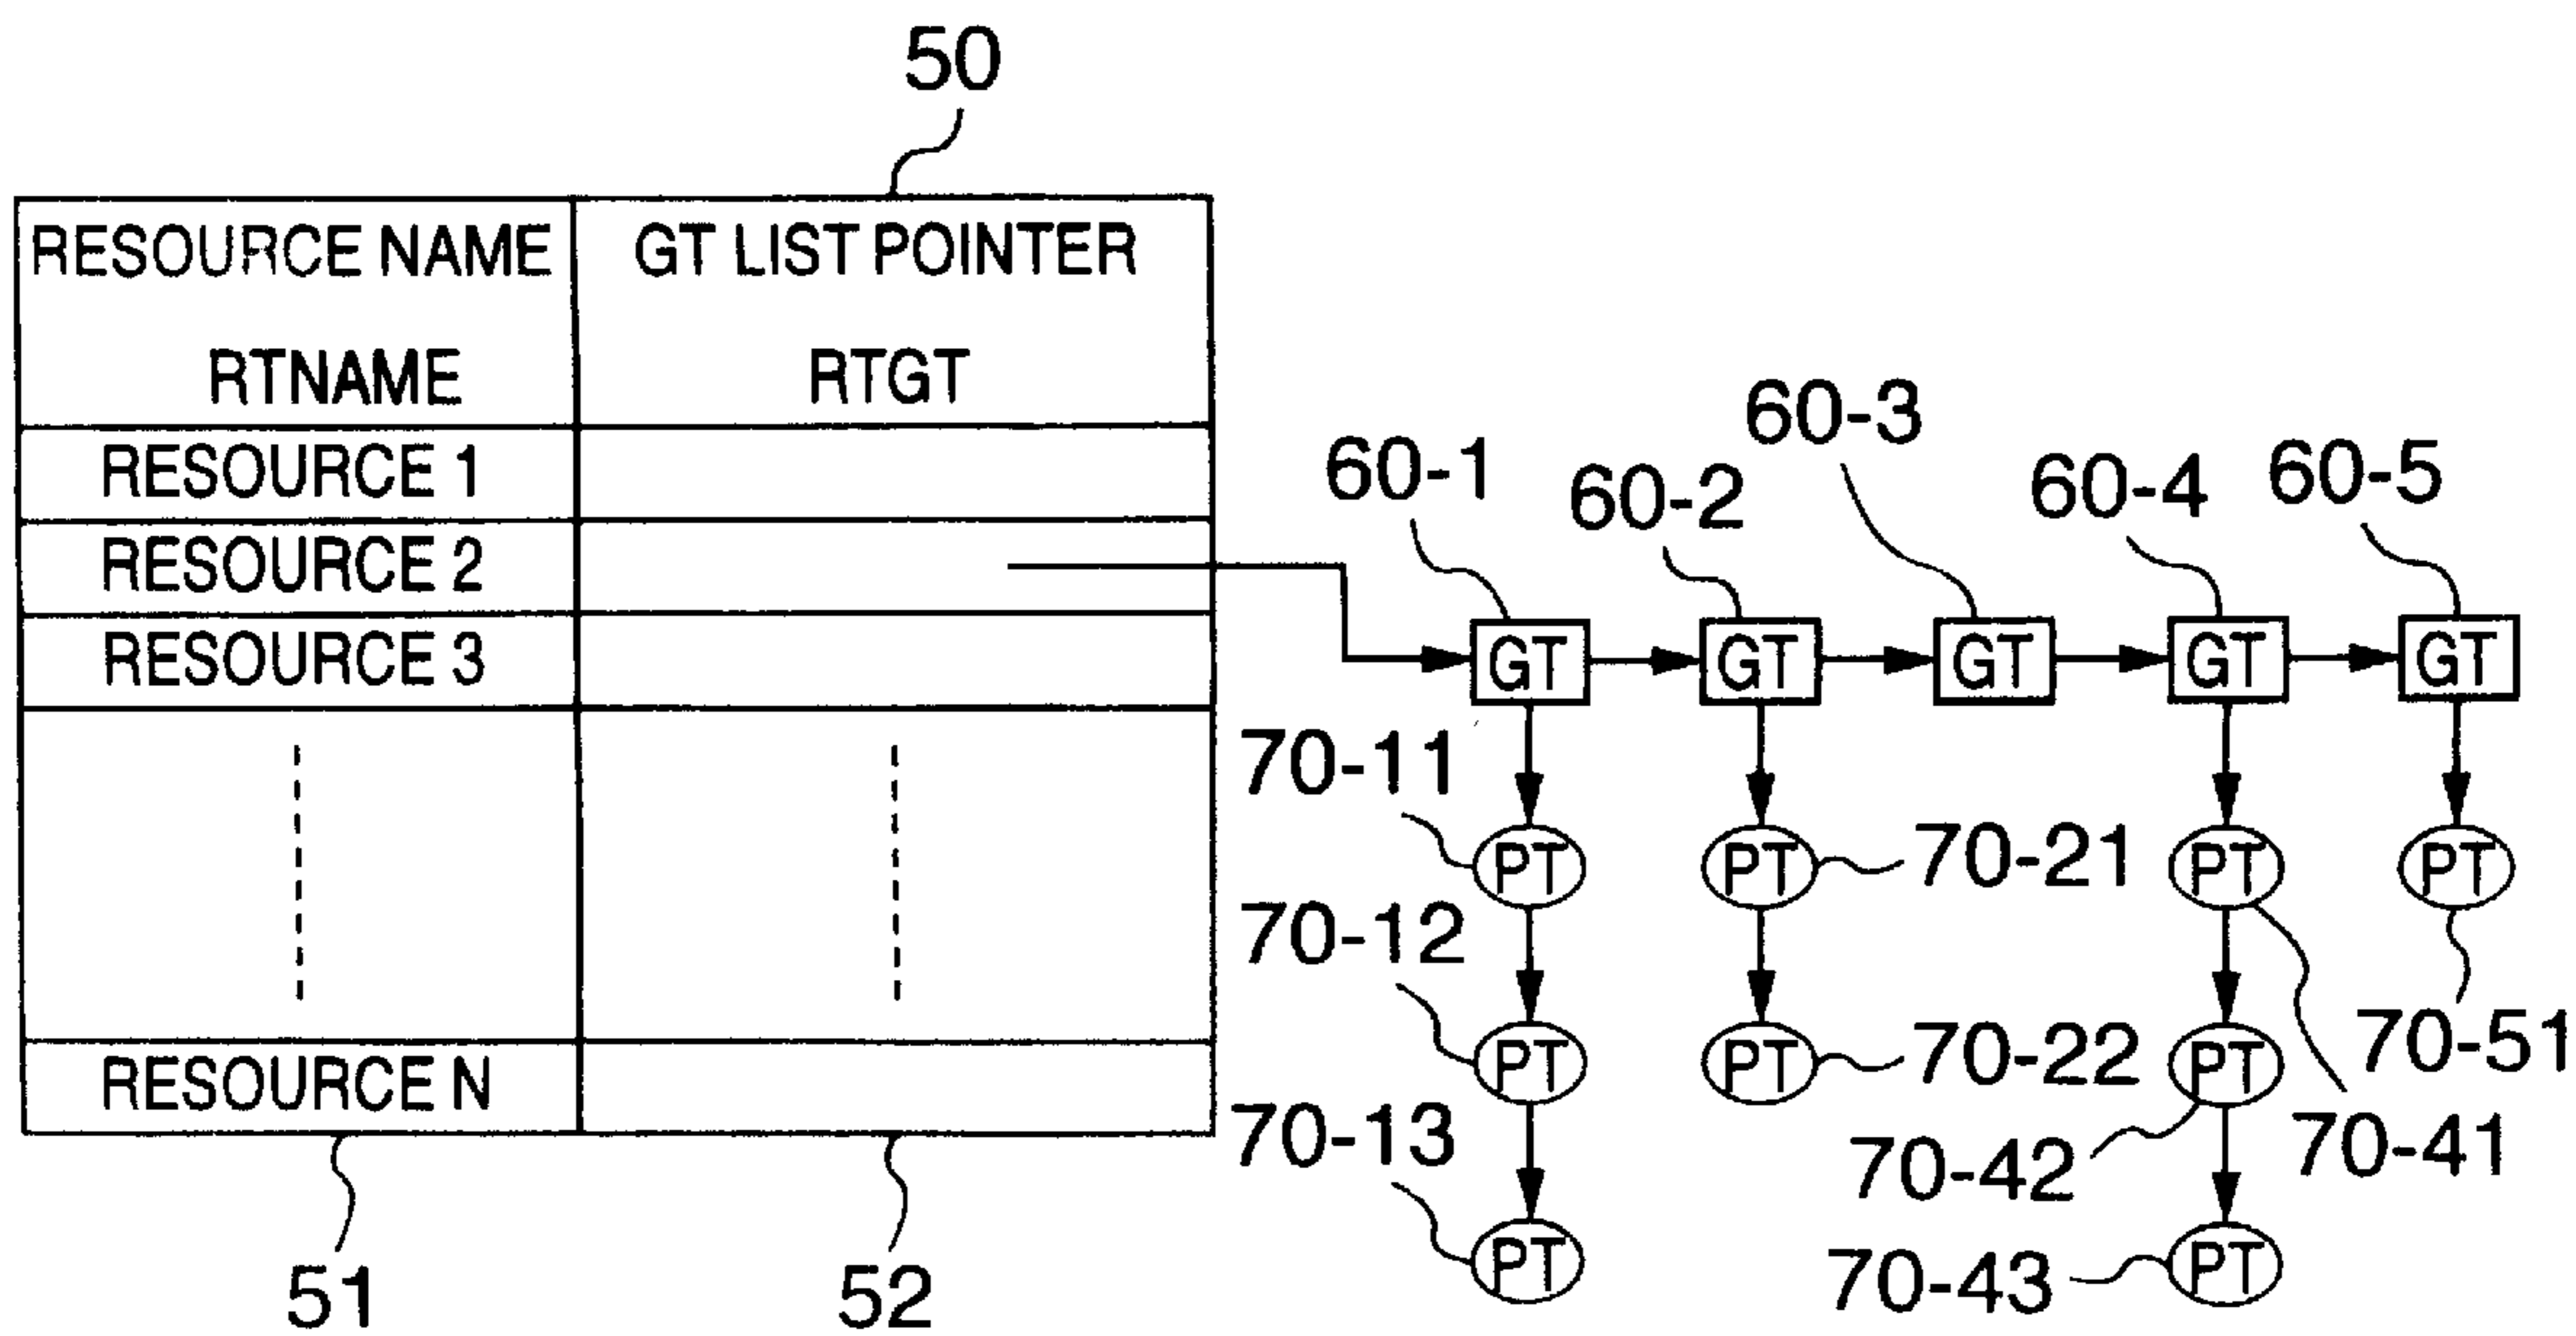 50
RESOURCE NAME
GT LIST POINTER
RTNAME
RTGT
RESOURCE 1
RESOURCE 2
RESOURCE 3
RESOURCE N
51
52
60-1
60-2
60-3
60-4
60-5
GT
GT
GT
GT
GT
70-11
PT
PT
70-21
PT
PT
70-12
70-51
PT
PT
70-22
PT
70-41
70-13
70-42
PT
70-43
PT